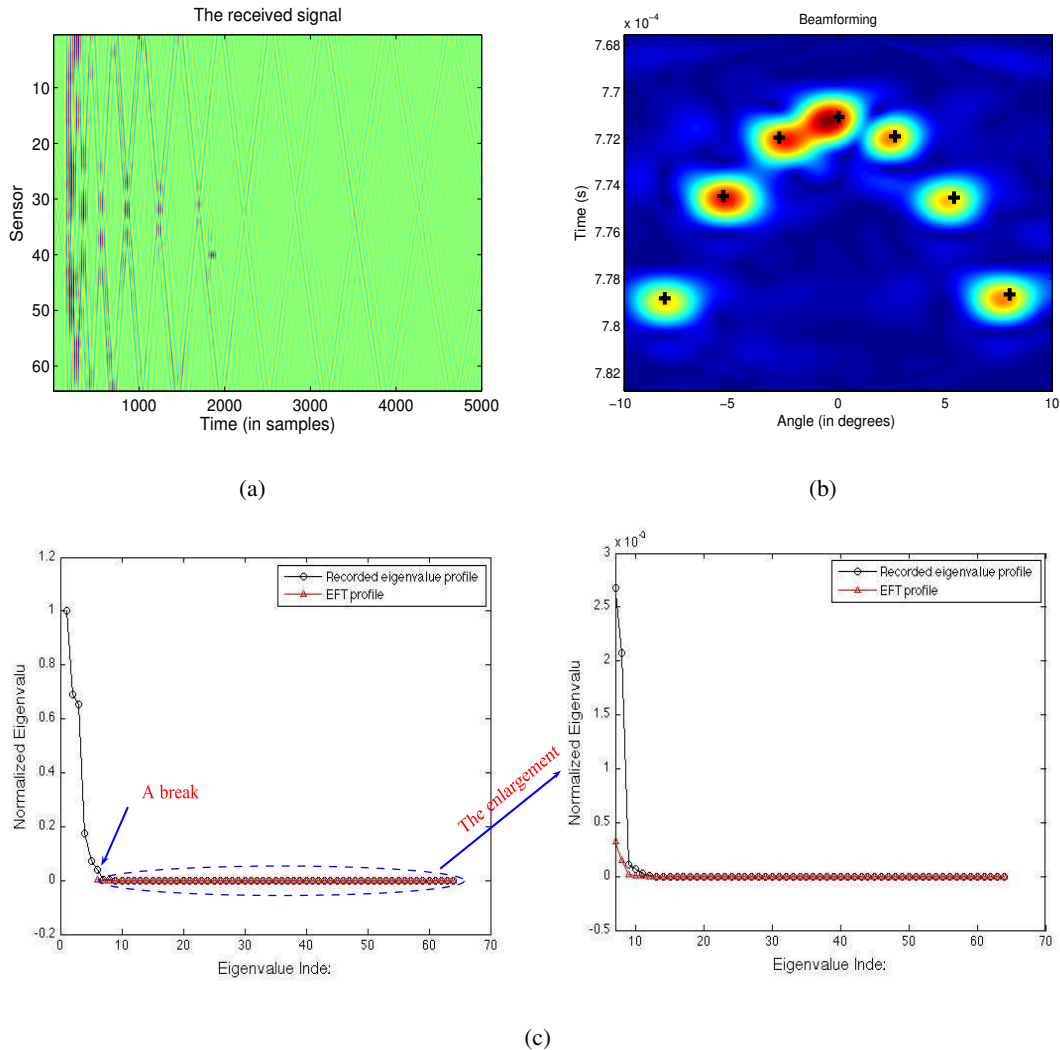 The received signal
10
20
30
40
50
60
Sensor
1000 2000 3000 4000 5000
Time (in samples)
(a)
x 10⁻⁴
Beamforming
7.68
7.7
7.72
7.74
7.76
7.78
7.8
7.82
Time (s)
−10 −5 0 5 10
Angle (in degrees)
(b)
1.2
1
0.8
0.6
0.4
0.2
0
-0.2
Normalized Eigenvalu
Recorded eigenvalue profile
EFT profile
A break
0 10 20 30 40 50 60 70
Eigenvalue Inde:
The enlargement
3
2.5
2
1.5
1
0.5
0
-0.5
Normalized Eigenvalu
Recorded eigenvalue profile
EFT profile
10 20 30 40 50 60 70
Eigenvalue Inde:
(c)